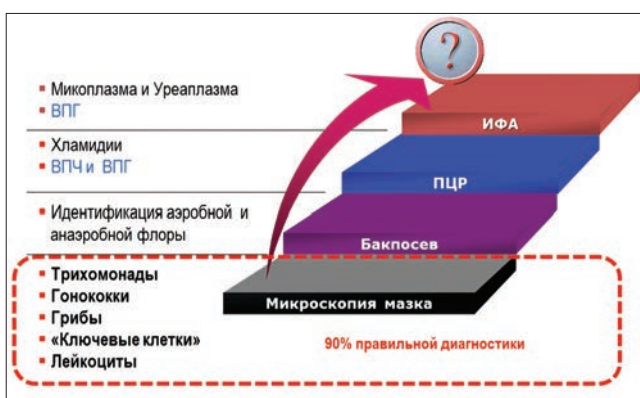 ?
Микоплазма и Уреаплазма
ВПГ
ИФА
Хламидии
ВПЧ и ВПГ
ПЦР
Идентификация аэробной и
анаэробной флоры
Бакпосев
Трихомонады
Гонококки
Грибы
«Ключевые клетки»
Лейкоциты
Микроскопия мазка
90% правильной диагностики